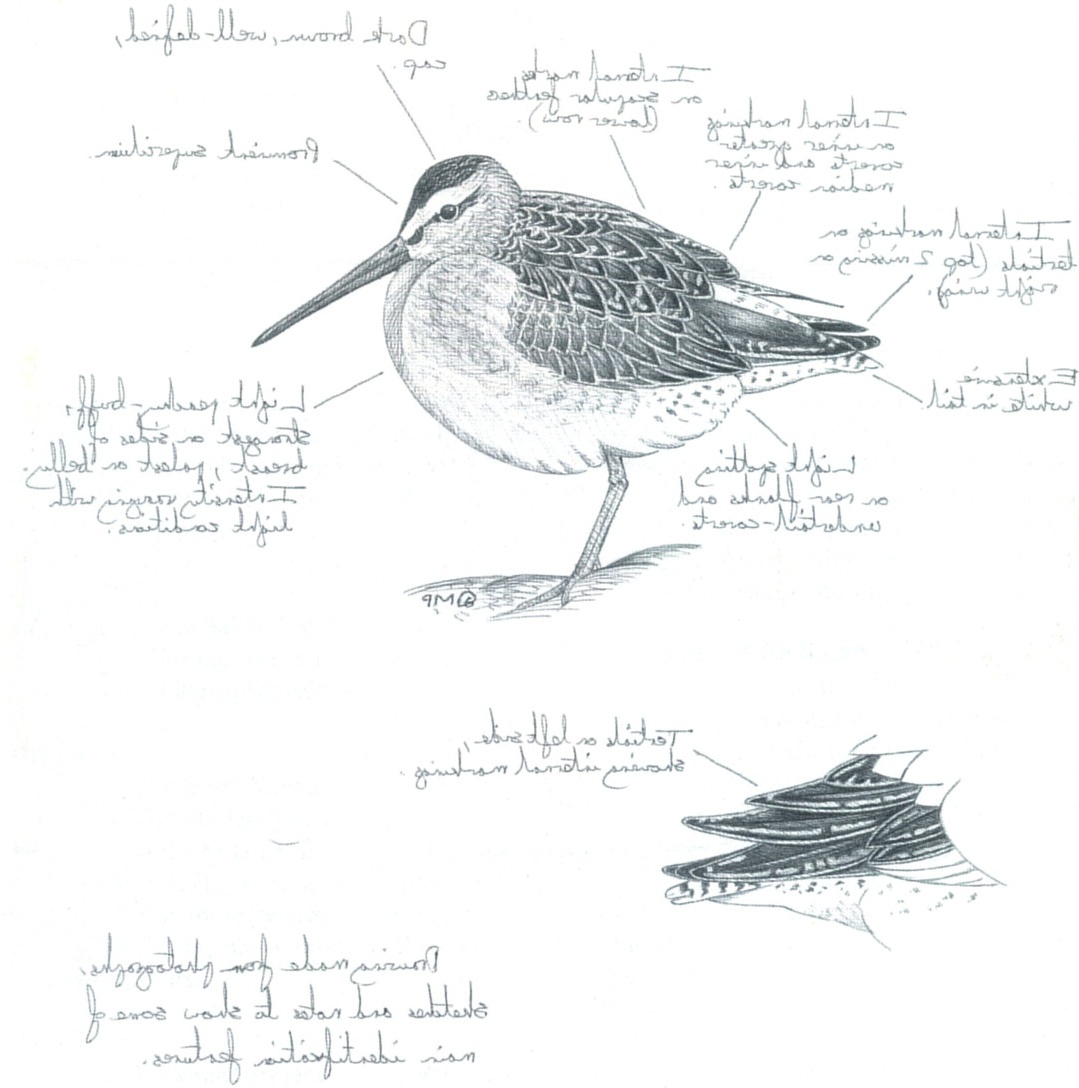 Dark brown, well-defined,
cap.
Prominent supercilium.
Internal marks
on scapular feathers
(lower rows)
Internal markings
on inner greater
coverts and inner
median coverts.
Internal marking on
tertials (top 2 missing on
right wing).
Extensive
white in tail.
Light peachy-buff,
strongest on sides of
breast, palest on belly.
Intensity varying with
light conditions.
Light spotting
on rear flanks and
undertail-coverts.
Tertials on left side,
showing internal markings.
Drawing made from photographs,
sketches and notes to show some of
main identification features.